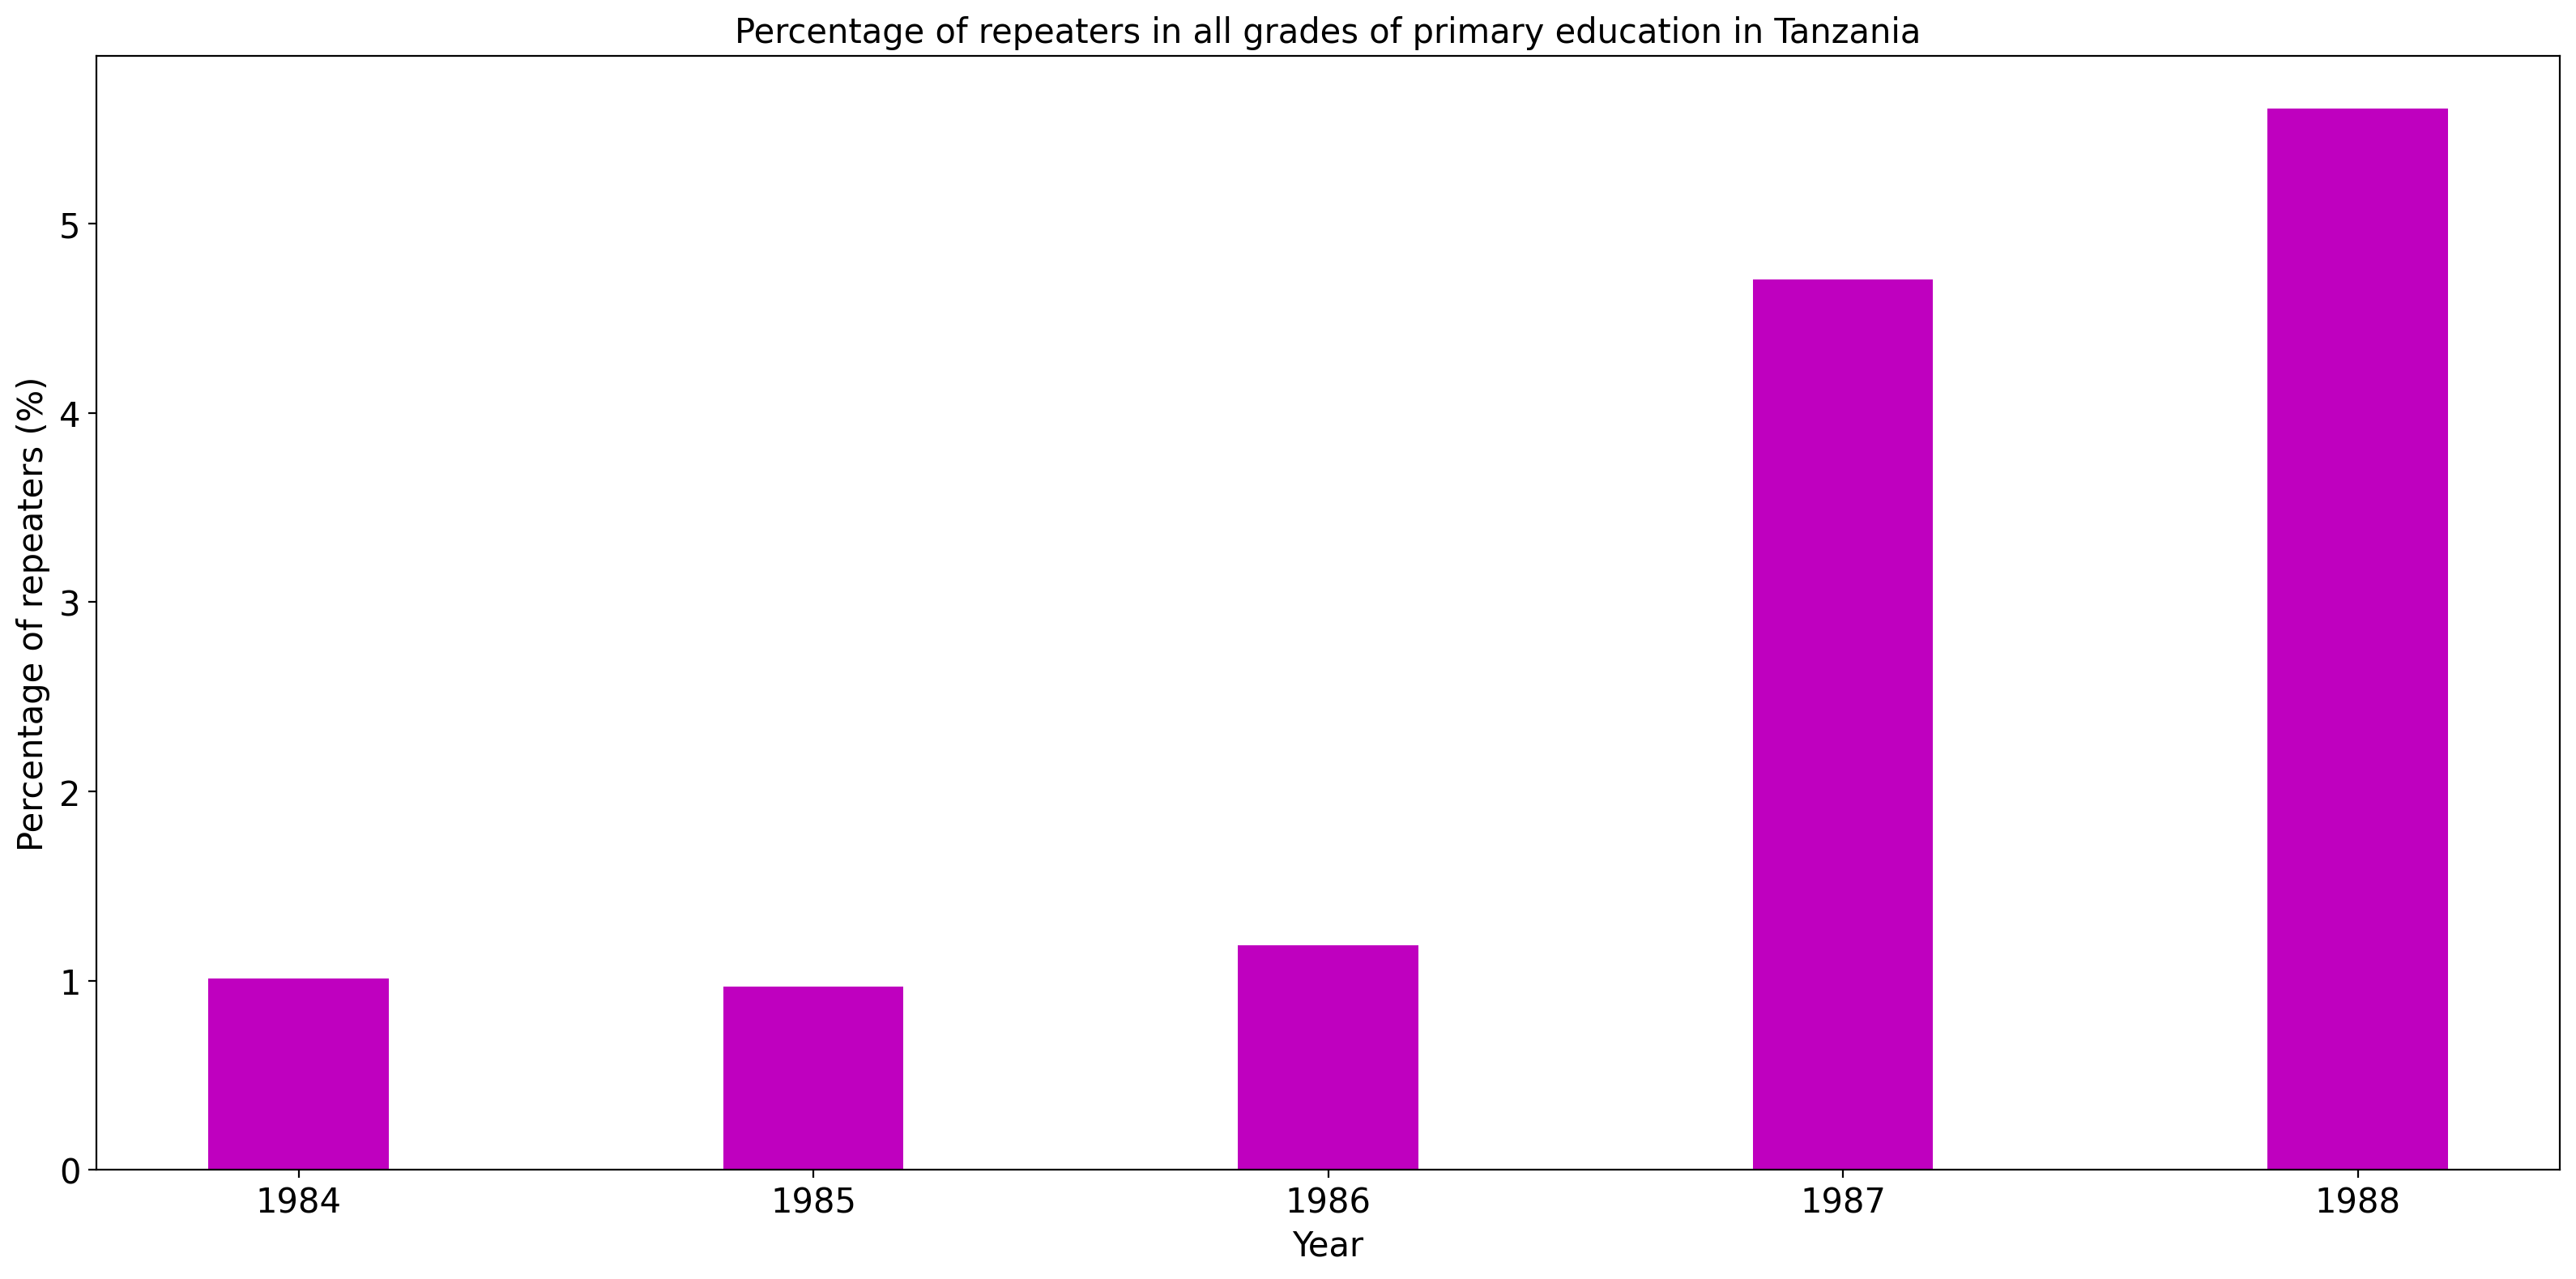 Percentage of repeaters in all grades of primary education in Tanzania
Percentage of repeaters (%)
5
4
3
2
1
0
1984 1985 1986 1987 1988
Year